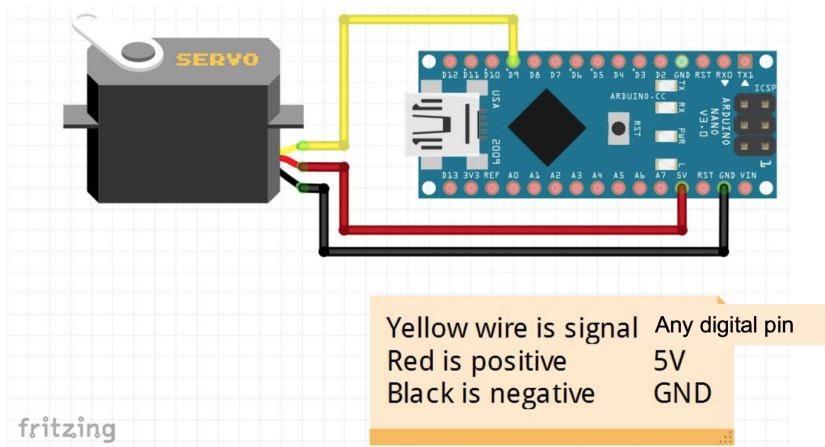 SERVO
D12 D11 D10 D9 D8 D7 D6 D5 D4 D3 D2 GND RST RX0 TX1
USA
2009
ARDUINO.CC
TX
RX
PWR
L
RST
ARDUINO
NANO
V3.0
ICSP
1
D13 3V3 REF A0 A1 A2 A3 A4 A5 A6 A7 5V RST GND VIN
Yellow wire is signal Any digital pin
Red is positive 5V
Black is negative GND
fritzing